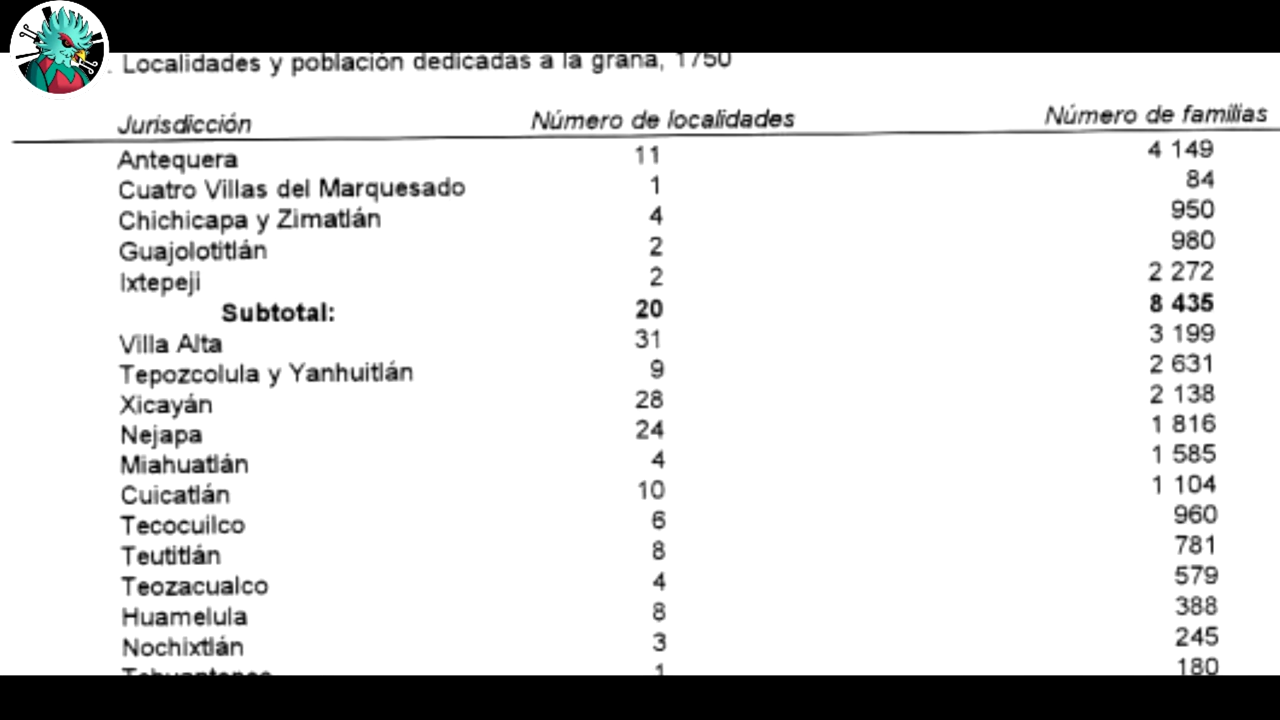 Localidades y población dedicadas a la grana, 1750
Jurisdicción Número de localidades Número de familias
Antequera 11 4 149
Cuatro Villas del Marquesado 1 84
Chichicapa y Zimatlán 4 950
Guajolotitlán 2 980
Ixtepeji 2 2 272
Subtotal: 20 8 435
Villa Alta 31 3 199
Tepozcolula y Yanhuitlán 9 2 631
Xicayán 28 2 138
Nejapa 24 1 816
Miahuatlán 4 1 585
Cuicatlán 10 1 104
Tecocuilco 6 960
Teutitlán 8 781
Teozacualco 4 579
Huamelula 8 388
Nochixtlán 3 245
1 180